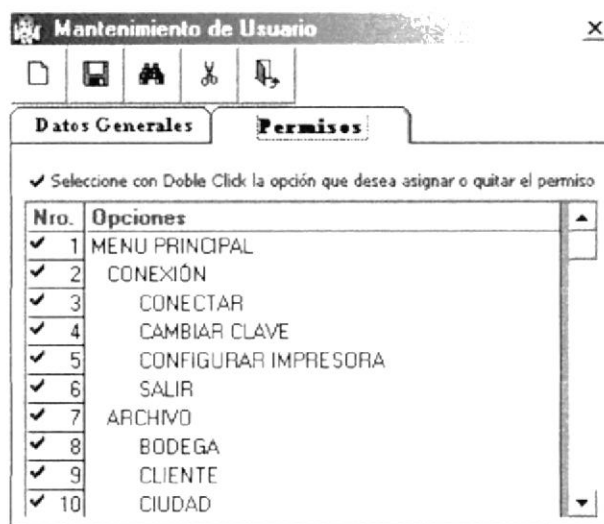 Mantenimiento de Usuario
Datos Generales Permisos
Seleccione con Doble Click la opción que desea asignar o quitar el permiso
Nro. Opciones
1 MENU PRINCIPAL
2 CONEXIÓN
3 CONECTAR
4 CAMBIAR CLAVE
5 CONFIGURAR IMPRESORA
6 SALIR
7 ARCHIVO
8 BODEGA
9 CLIENTE
10 CIUDAD